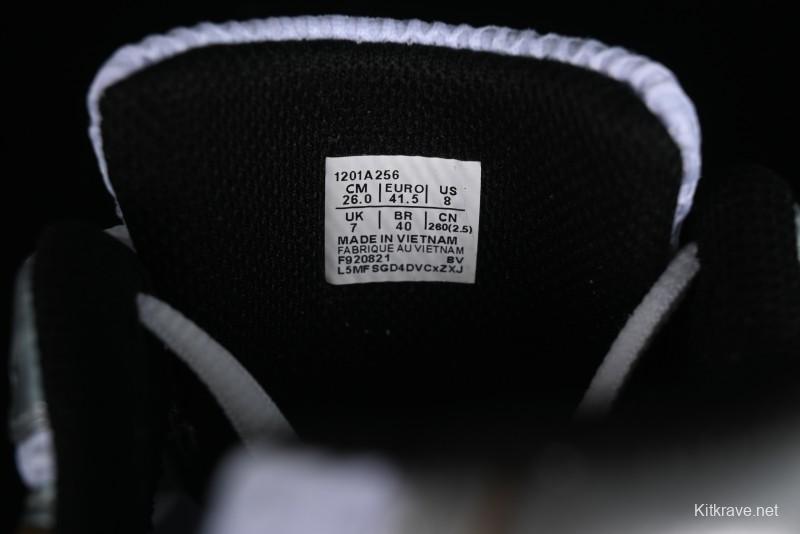 1201A256
CM EURO US
26.0 41.5 8
UK BR CN
7 40 260(2.5)
MADE IN VIETNAM
FABRIQUE AU VIETNAM
F920821 BV
L5MFSGD4DVCxZXJ
Kitkrave.net